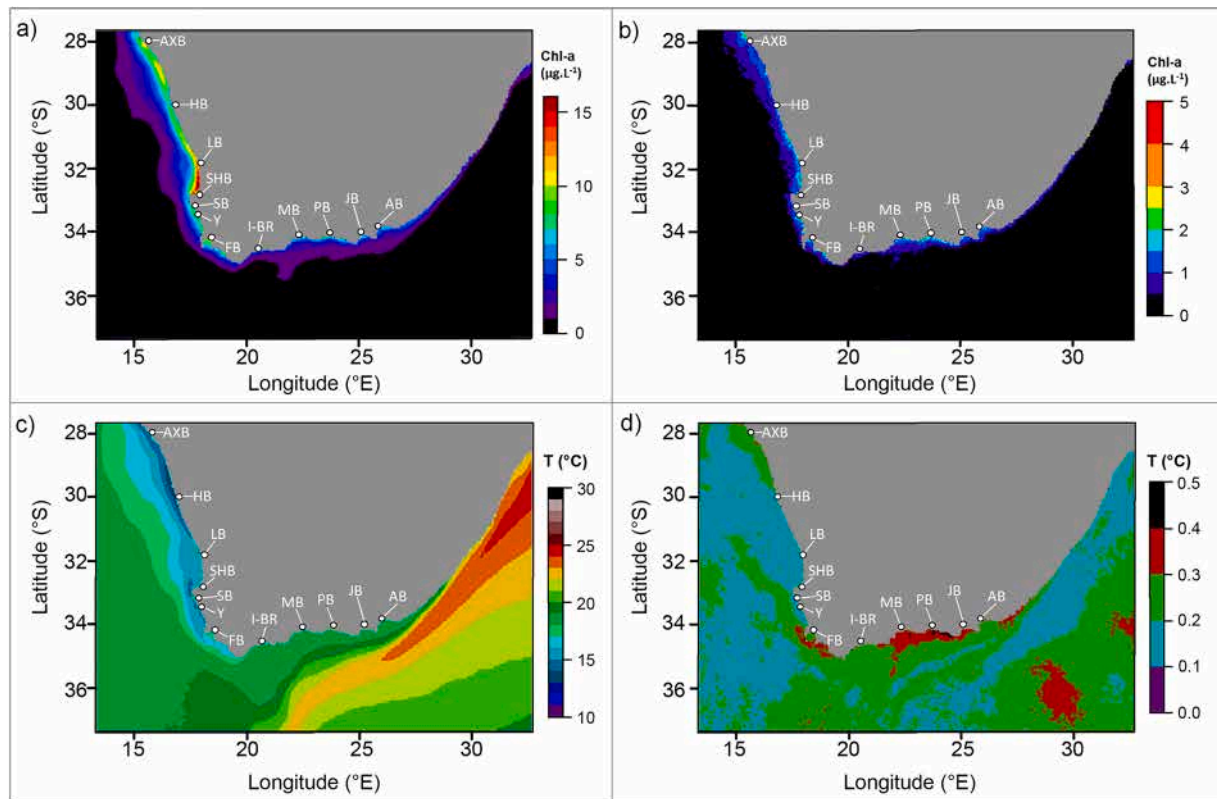 a)
28
30
32
34
36
Latitude (°S)
AXB
HB
LB
SHB
SB
Y
FB
I-BR
MB
PB
JB
AB
15
20
25
30
Longitude (°E)
Chl-a
(µg.L-1)
15
10
5
0
b)
28
30
32
34
36
Latitude (°S)
AXB
HB
LB
SHB
SB
Y
FB
I-BR
MB
PB
JB
AB
15
20
25
30
Longitude (°E)
Chl-a
(µg.L-1)
5
4
3
2
1
0
c)
28
30
32
34
36
Latitude (°S)
AXB
HB
LB
SHB
SB
Y
FB
I-BR
MB
PB
JB
AB
15
20
25
30
Longitude (°E)
T (°C)
30
25
20
15
10
d)
28
30
32
34
36
Latitude (°S)
AXB
HB
LB
SHB
SB
Y
FB
I-BR
MB
PB
JB
AB
15
20
25
30
Longitude (°E)
T (°C)
0.5
0.4
0.3
0.2
0.1
0.0